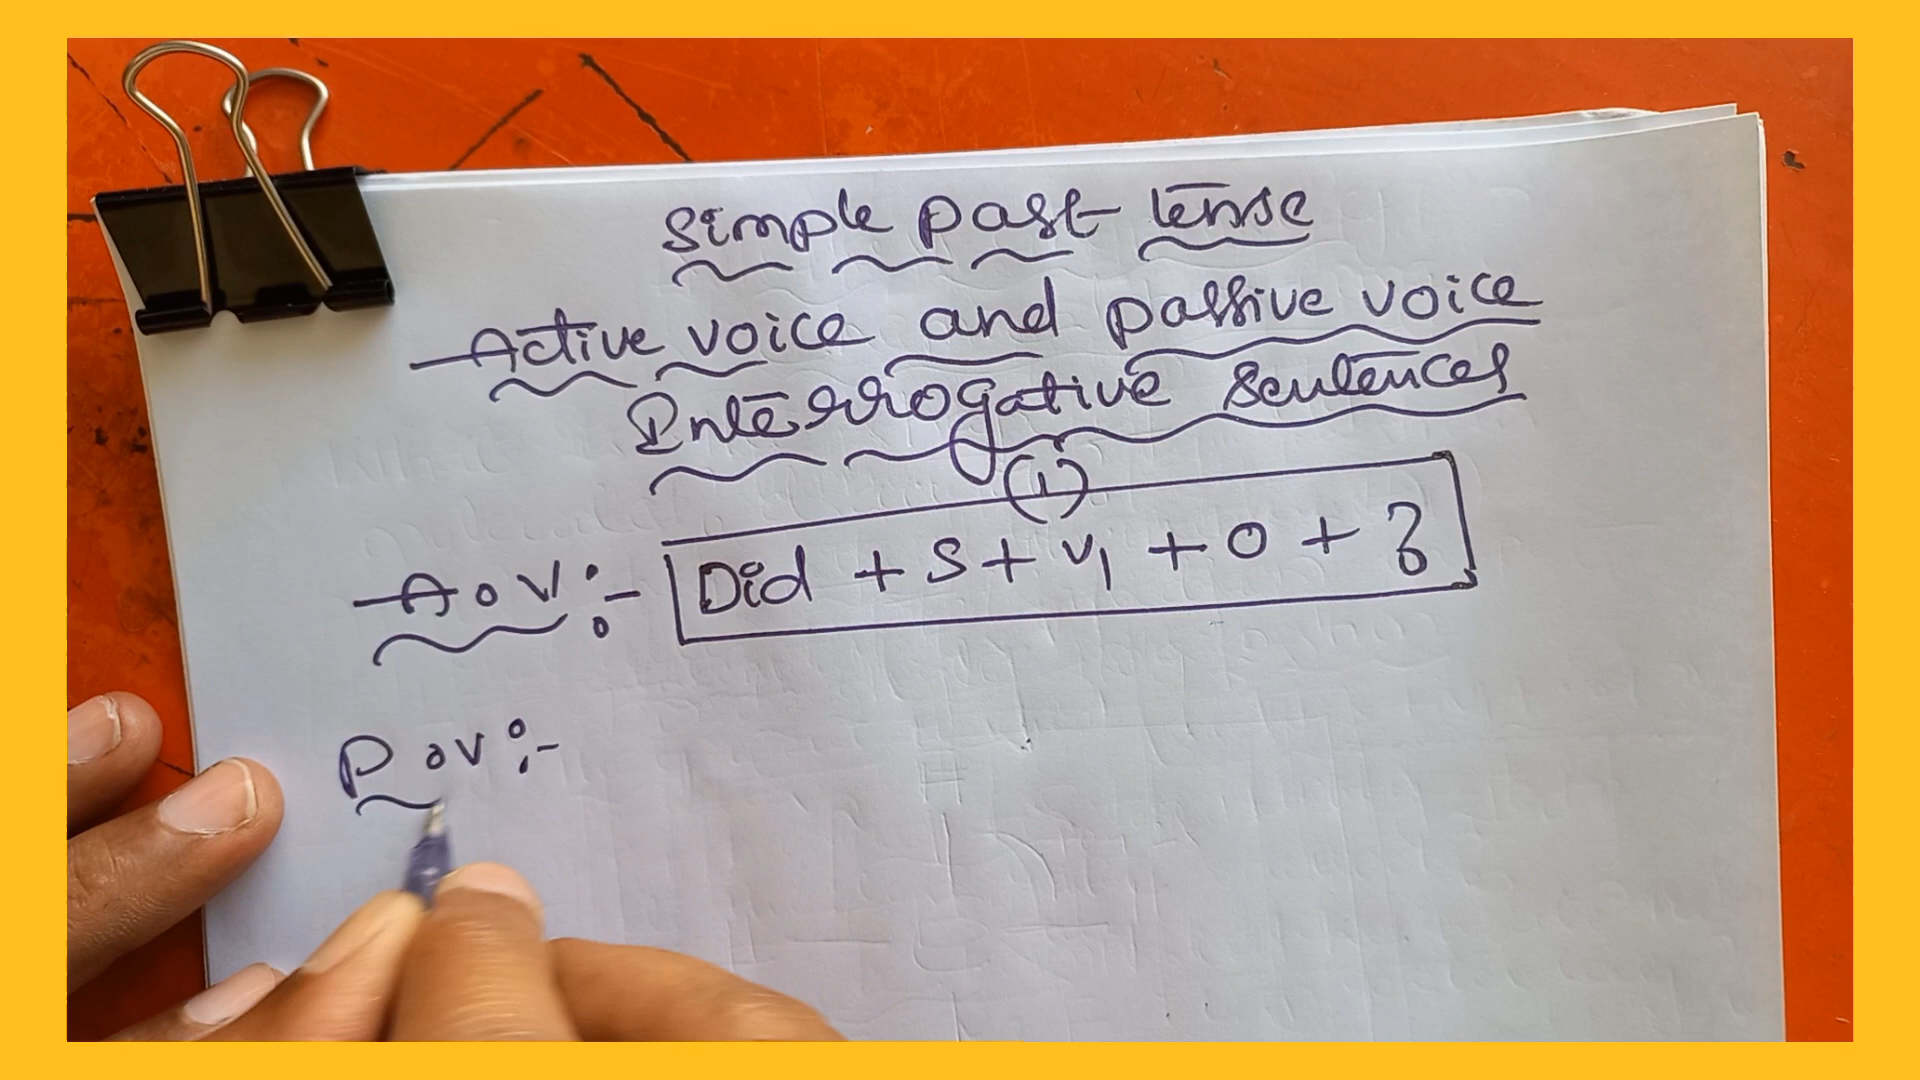 Simple past tense
Active voice and passive voice
Interrogative sentences
(1)
A.V:- Did + S + V1 + O + ?
P.V:-